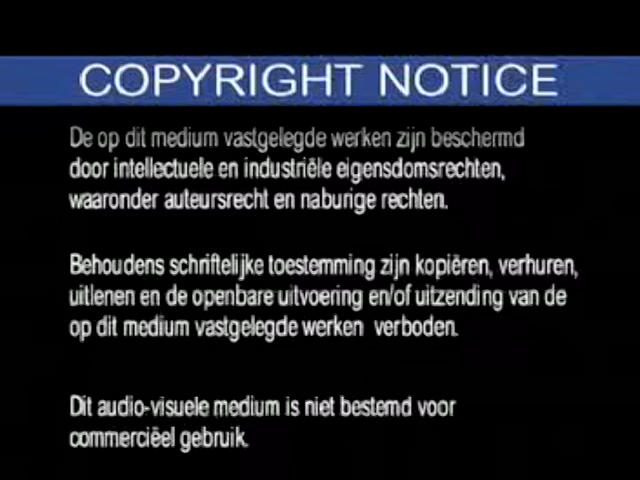 COPYRIGHT NOTICE
De op dit medium vastgelegde werken zijn beschermd
door intellectuele en industriële eigensdomsrechten,
waaronder auteursrecht en naburige rechten.
Behoudens schriftelijke toestemming zijn kopiëren, verhuren,
uitlenen en de openbare uitvoering en/of uitzending van de
op dit medium vastgelegde werken verboden.
Dit audio-visuele medium is niet bestemd voor
commerciëel gebruik.